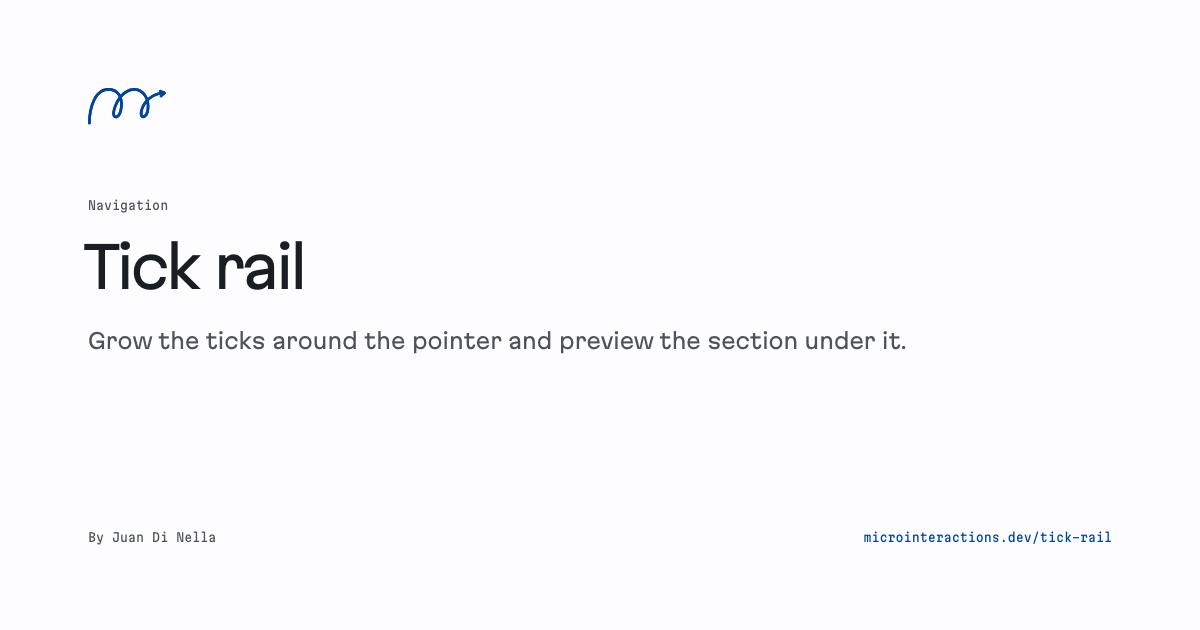 Navigation
Tick rail
Grow the ticks around the pointer and preview the section under it.
By Juan Di Nella
microinteractions.dev/tick-rail